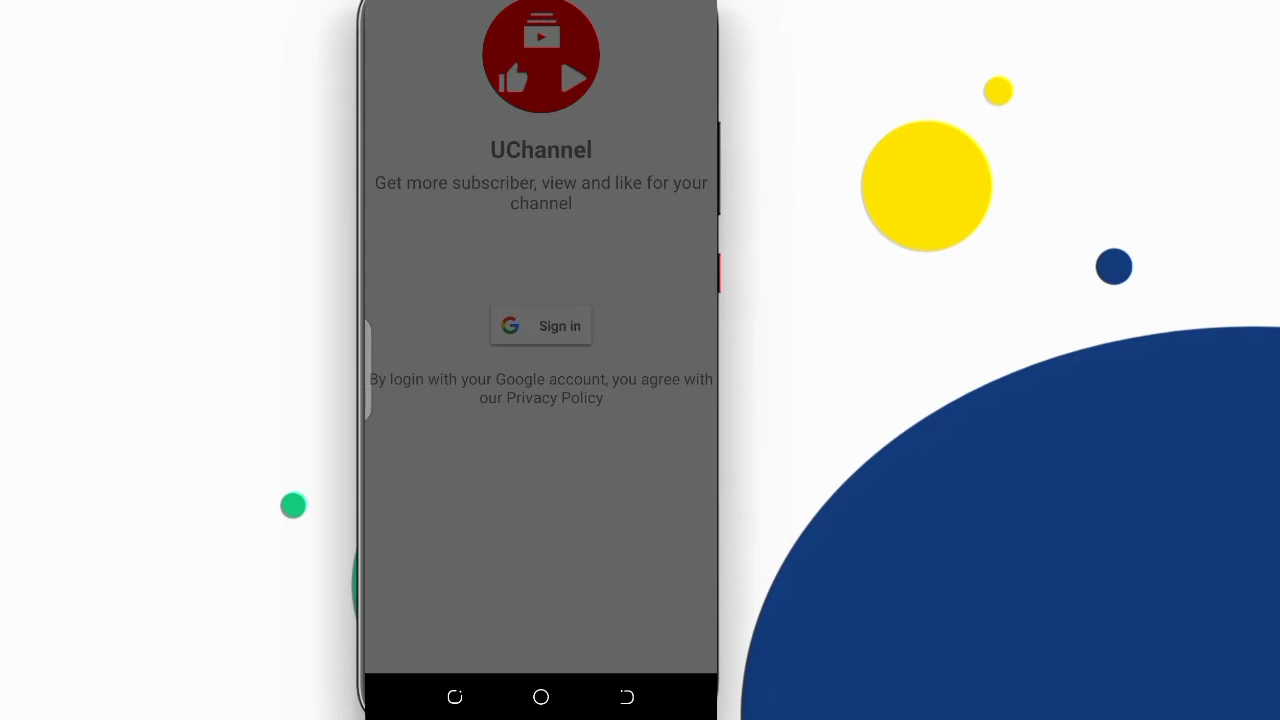 UChannel
Get more subscriber, view and like for your
channel
Sign in
By login with your Google account, you agree with
our Privacy Policy